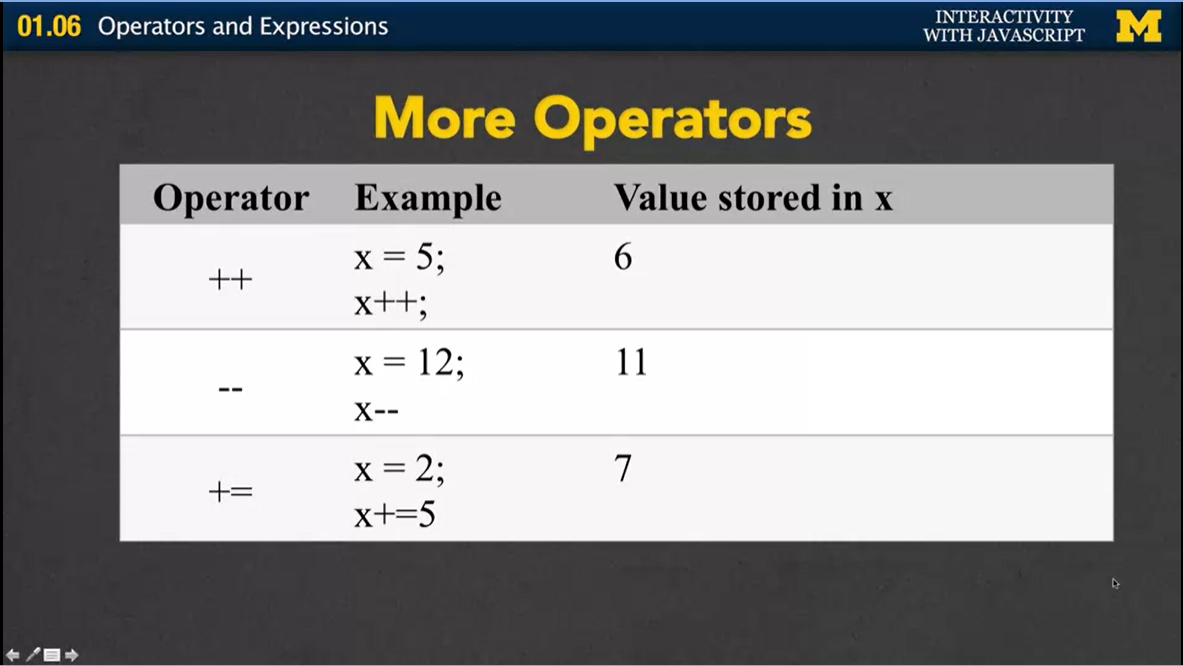 01.06 Operators and Expressions
INTERACTIVITY
WITH JAVASCRIPT
M
More Operators
Operator Example Value stored in x
++ x = 5; 6
x++;
-- x = 12; 11
x--
+= x = 2; 7
x+=5